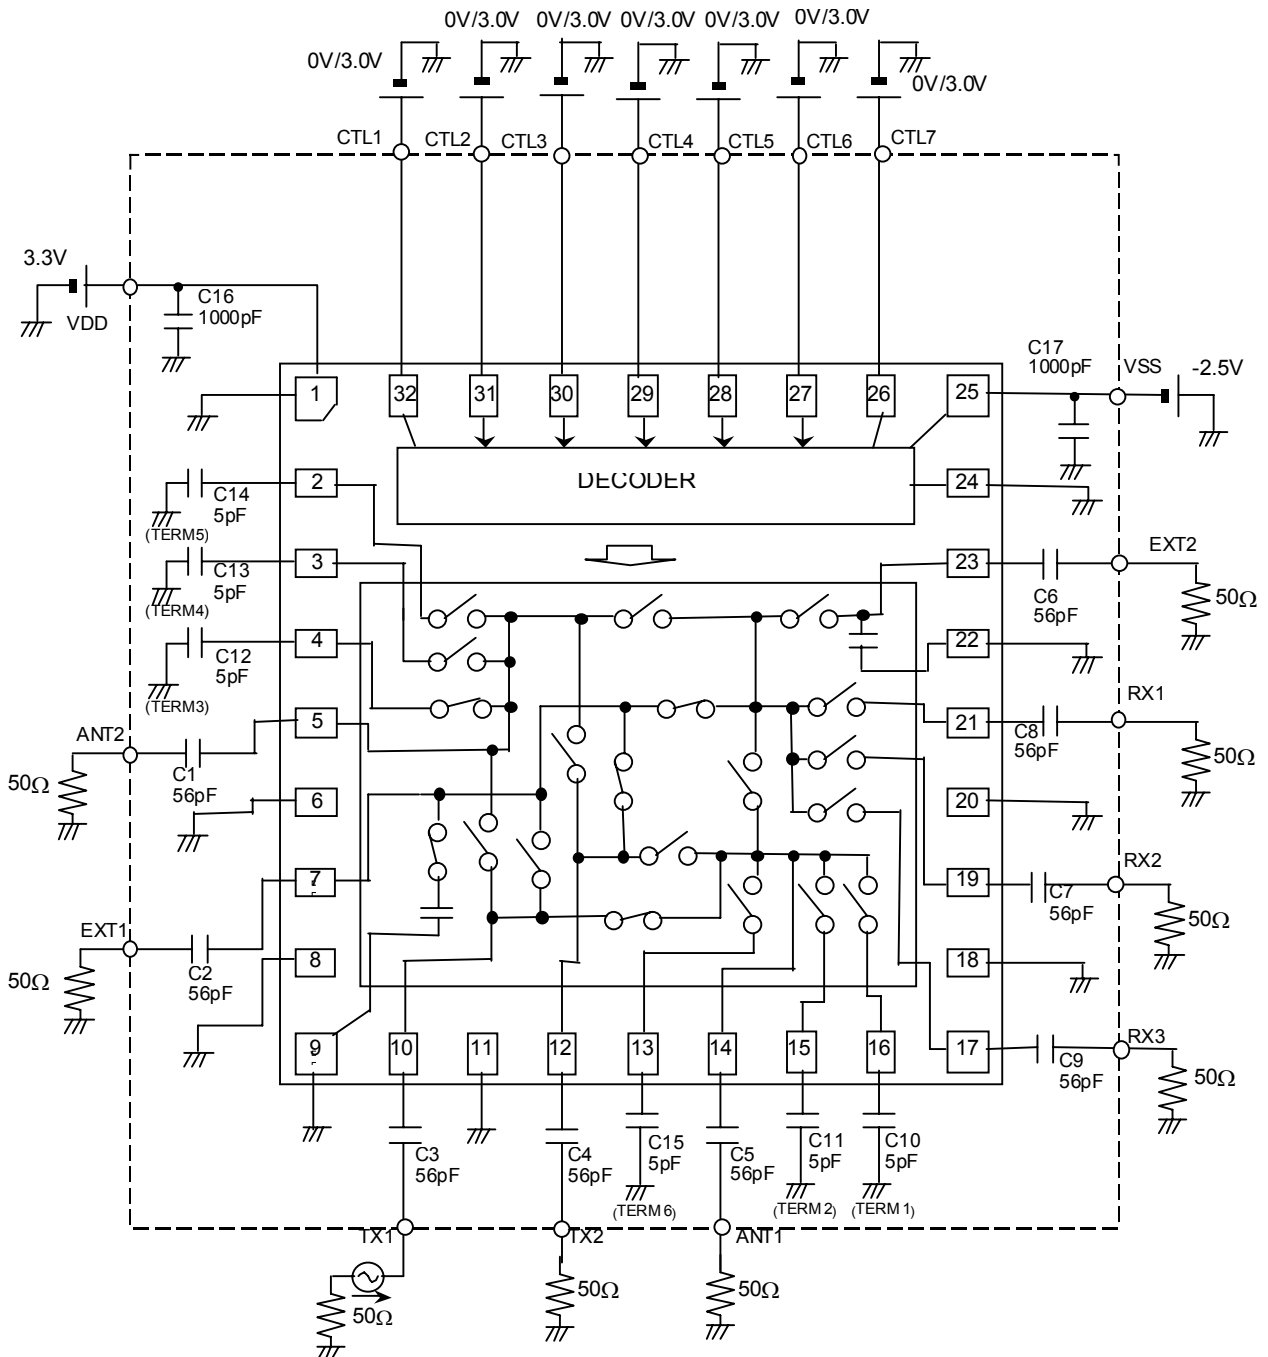 0V/3.0V 0V/3.0V 0V/3.0V 0V/3.0V 0V/3.0V
0V/3.0V
0V/3.0V
CTL1 CTL2 CTL3 CTL4 CTL5 CTL6 CTL7
3.3V
VDD
C16
1000pF
C17
1000pF
VSS
-2.5V
1 32 31 30 29 28 27 26 25
DECODER
2 24
C14
5pF
(TERM5)
3 23
C13
5pF
(TERM4)
EXT2
C6
56pF
50Ω
4 22
C12
5pF
(TERM3)
RX1
5 21
ANT2
C1
56pF
50Ω
C8
56pF
50Ω
6 20
7 19
RX2
C7
56pF
50Ω
EXT1
C2
56pF
50Ω
8 18
9 10 11 12 13 14 15 16 17
RX3
C9
56pF
50Ω
C3
56pF
C4
56pF
C15
5pF
(TERM6)
C5
56pF
C11
5pF
(TERM2)
C10
5pF
(TERM1)
TX1 TX2 ANT1
50Ω
50Ω
50Ω